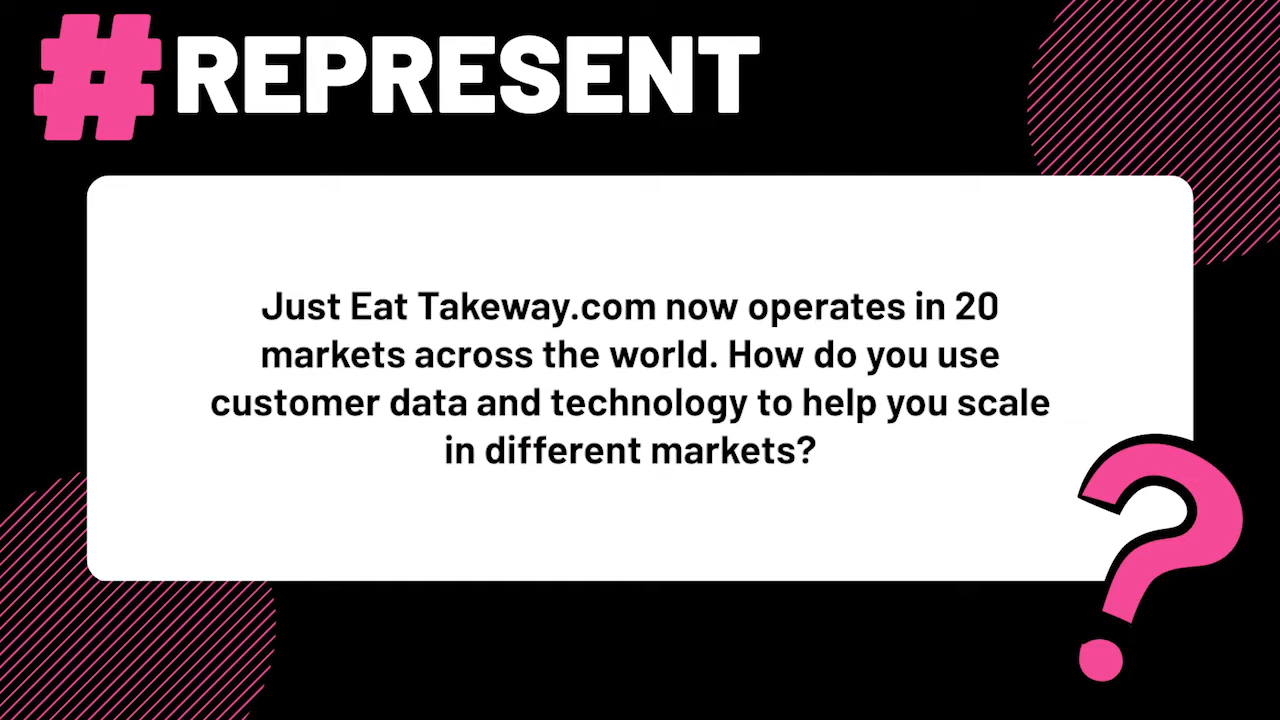 #REPRESENT
Just Eat Takeway.com now operates in 20
markets across the world. How do you use
customer data and technology to help you scale
in different markets?
?